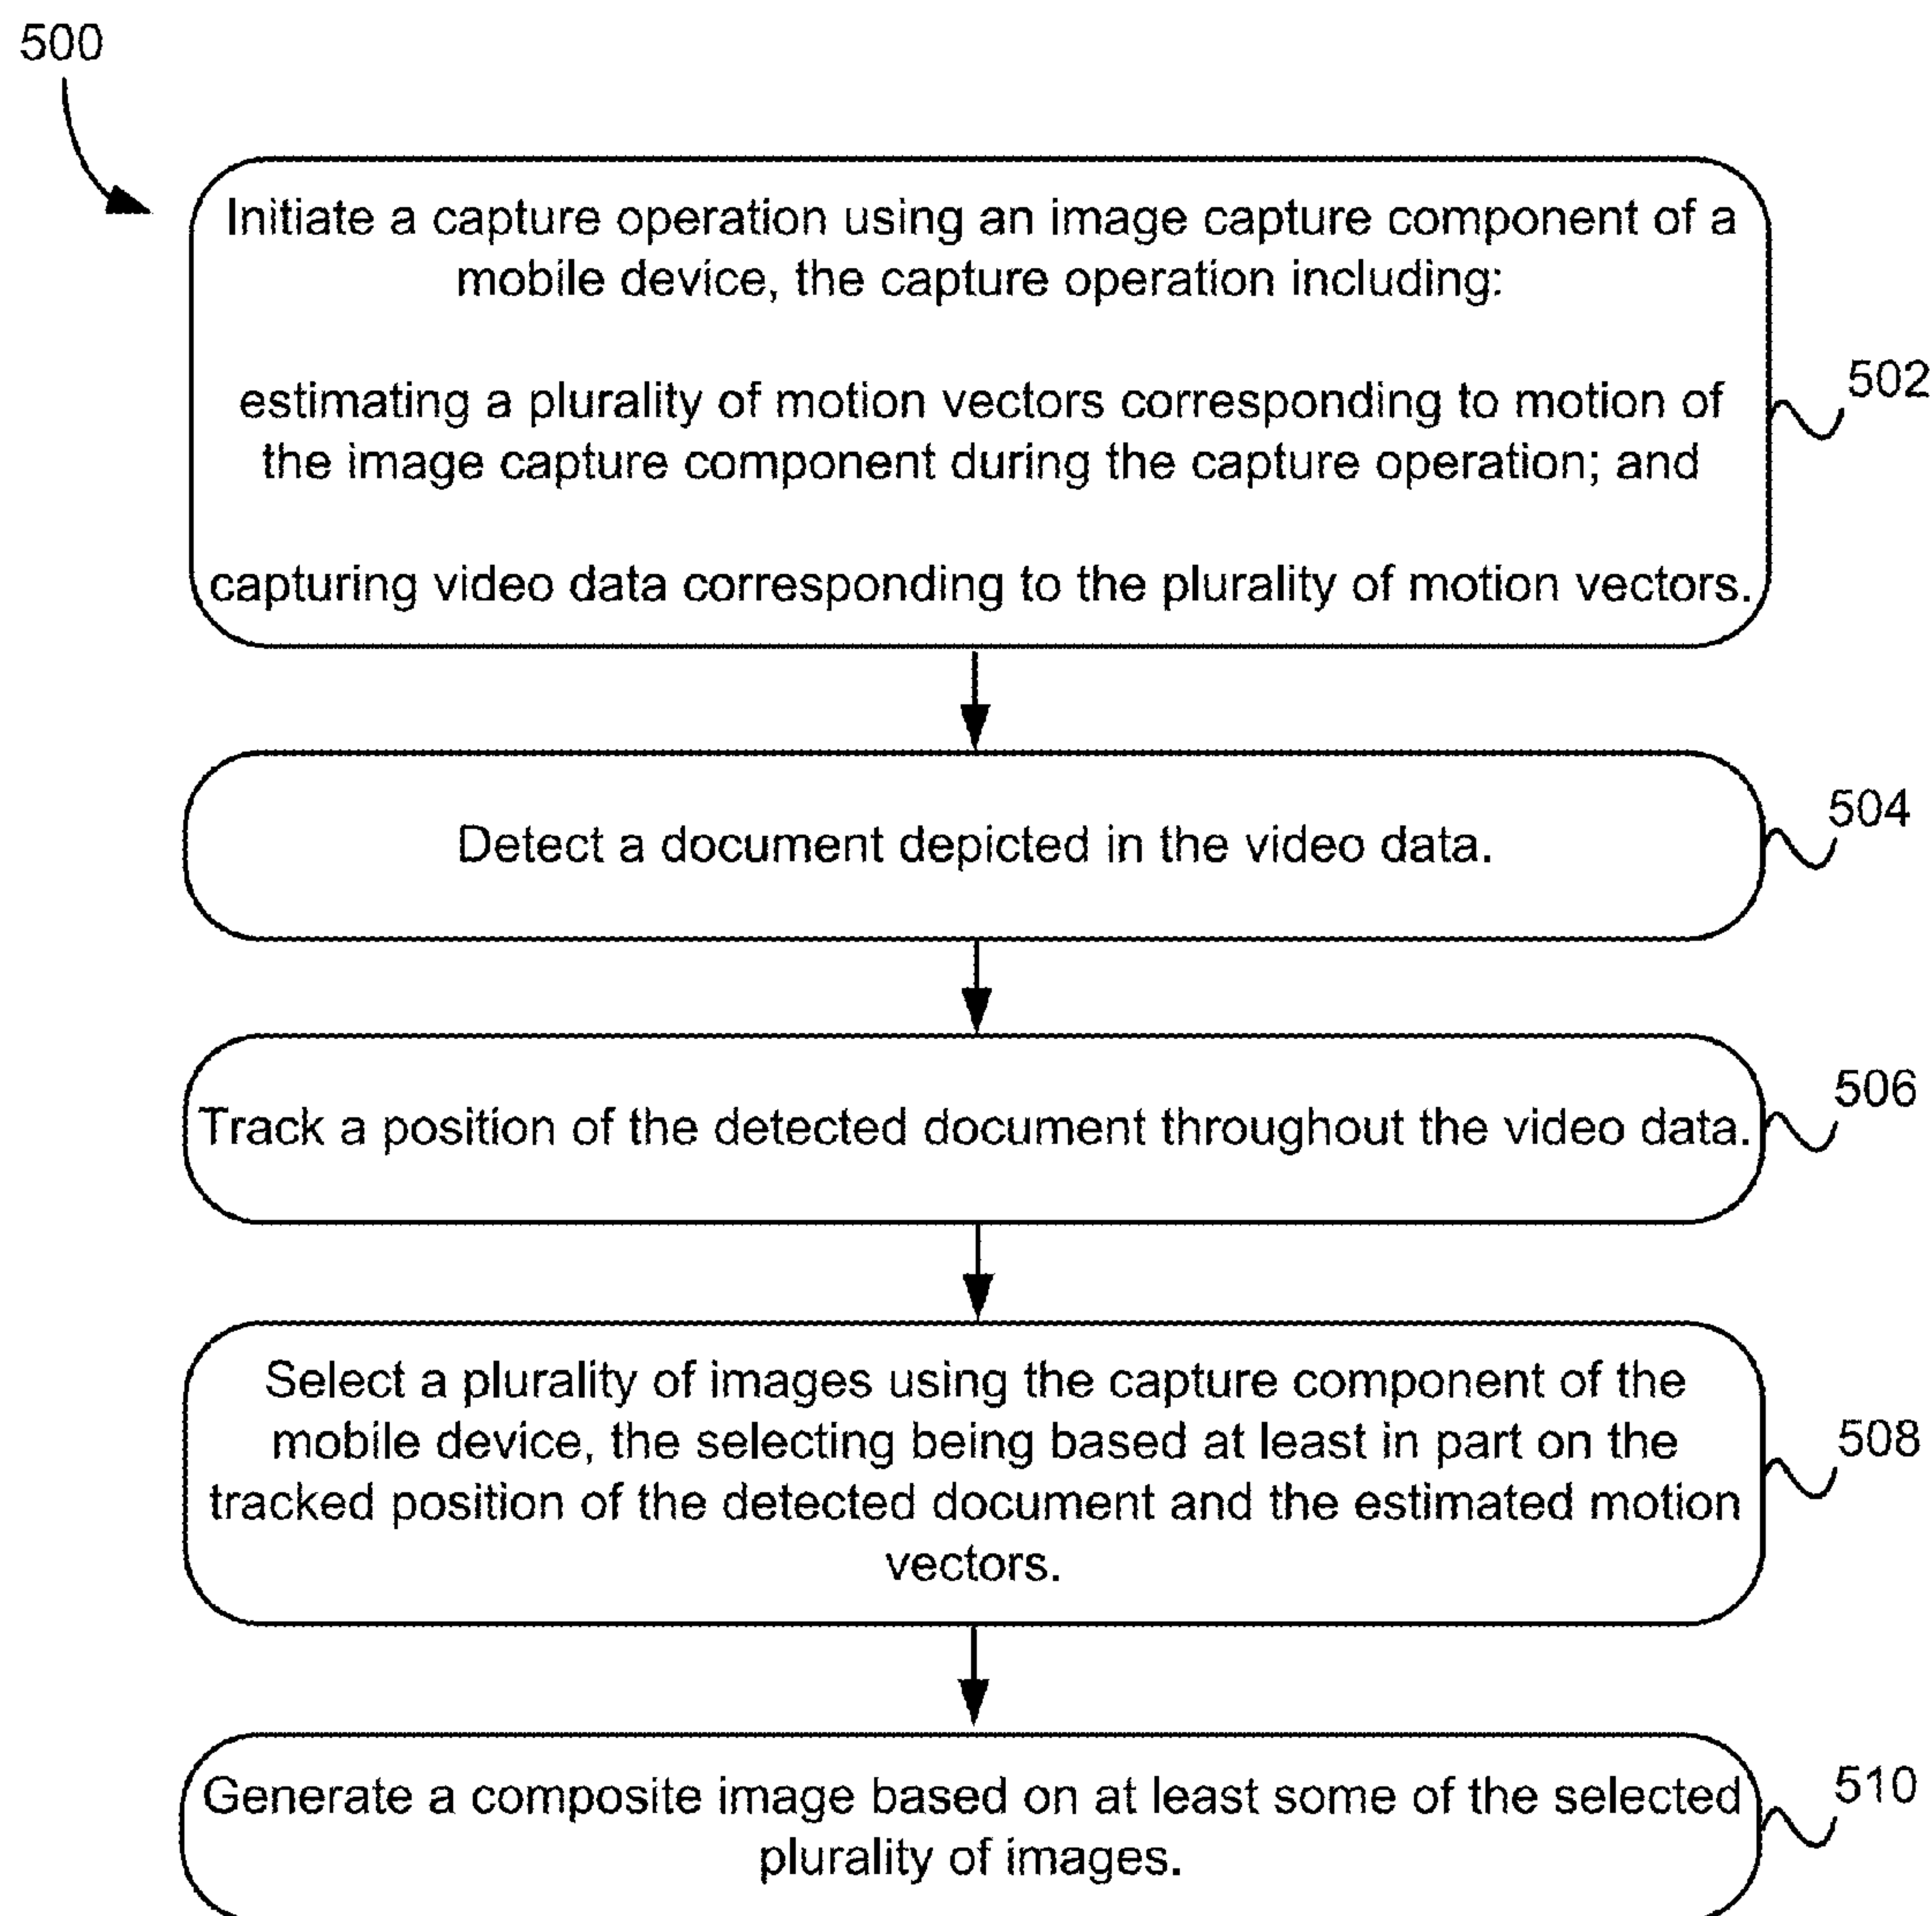 500
Initiate a capture operation using an image capture component of a
mobile device, the capture operation including:
estimating a plurality of motion vectors corresponding to motion of
the image capture component during the capture operation; and
capturing video data corresponding to the plurality of motion vectors.
502
Detect a document depicted in the video data.
504
Track a position of the detected document throughout the video data.
506
Select a plurality of images using the capture component of the
mobile device, the selecting being based at least in part on the
tracked position of the detected document and the estimated motion
vectors.
508
Generate a composite image based on at least some of the selected
plurality of images.
510